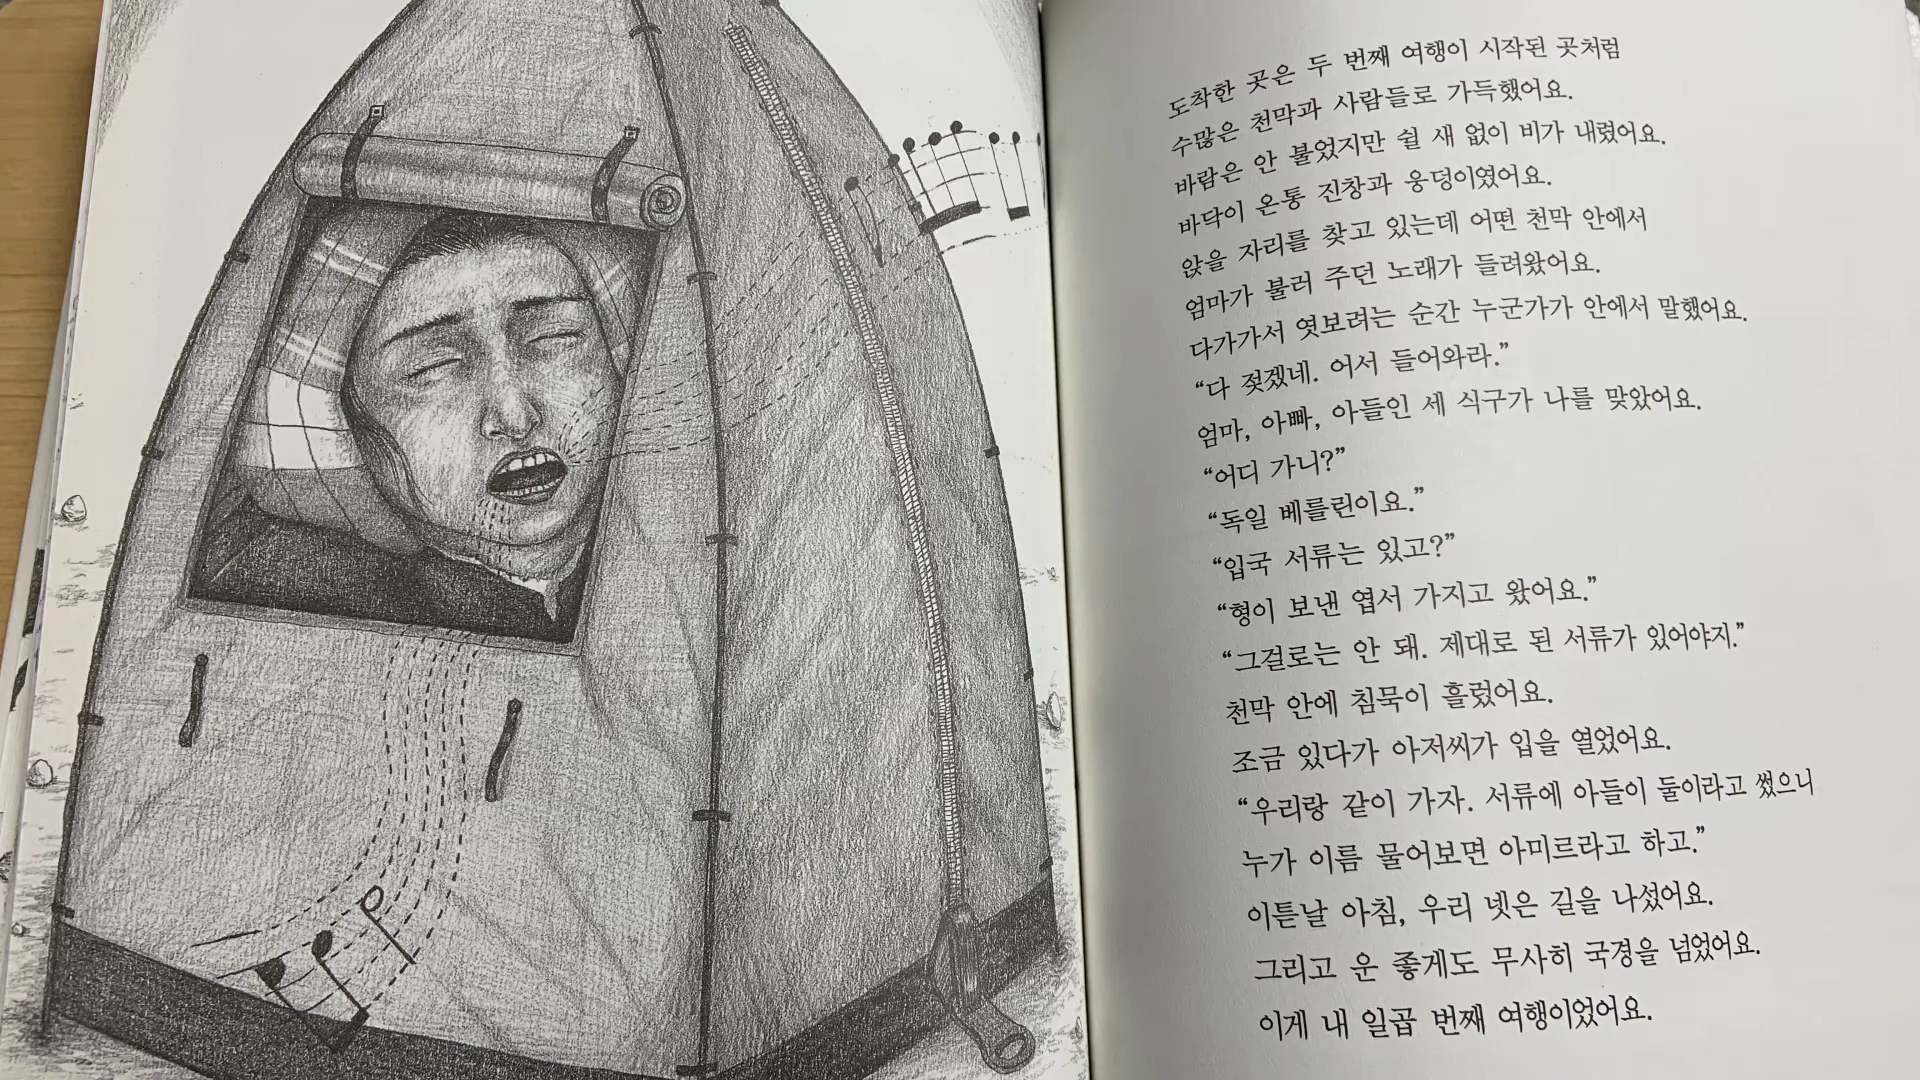 도착한 곳은 두 번째 여행이 시작된 곳처럼
수많은 천막과 사람들로 가득했어요.
바람은 안 불었지만 쉴 새 없이 비가 내렸어요.
바닥이 온통 진창과 웅덩이였어요.
앉을 자리를 찾고 있는데 어떤 천막 안에서
엄마가 불러 주던 노래가 들려왔어요.
다가가서 엿보려는 순간 누군가가 안에서 말했어요.
“다 젖겠네. 어서 들어와라.”
엄마, 아빠, 아들인 세 식구가 나를 맞았어요.
“어디 가니?”
“독일 베를린이요.”
“입국 서류는 있고?”
“형이 보낸 엽서 가지고 왔어요.”
“그걸로는 안 돼. 제대로 된 서류가 있어야지.”
천막 안에 침묵이 흘렀어요.
조금 있다가 아저씨가 입을 열었어요.
“우리랑 같이 가자. 서류에 아들이 둘이라고 썼으니
누가 이름 물어보면 아미르라고 하고.”
이튿날 아침, 우리 넷은 길을 나섰어요.
그리고 운 좋게도 무사히 국경을 넘었어요.
이게 내 일곱 번째 여행이었어요.